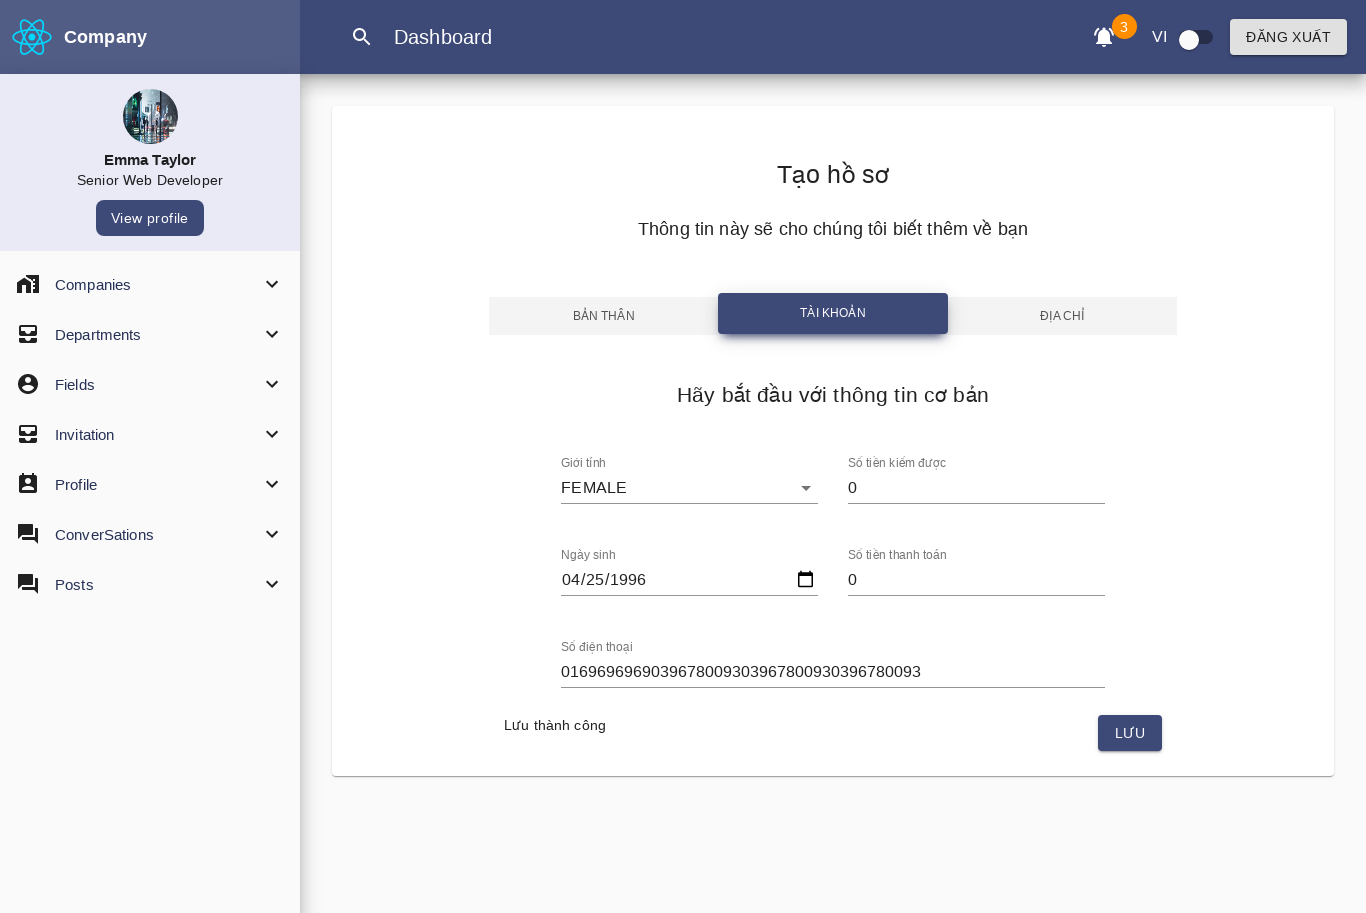 Company
Dashboard
3
VI
ĐĂNG XUẤT
Emma Taylor
Senior Web Developer
View profile
Companies
Departments
Fields
Invitation
Profile
ConverSations
Posts
Tạo hồ sơ
Thông tin này sẽ cho chúng tôi biết thêm về bạn
BẢN THÂN
TÀI KHOẢN
ĐỊA CHỈ
Hãy bắt đầu với thông tin cơ bản
Giới tính
Số tiền kiếm được
FEMALE
0
Ngày sinh
Số tiền thanh toán
04/25/1996
0
Số điện thoại
0169696969039678009303967800930396780093
Lưu thành công
LƯU